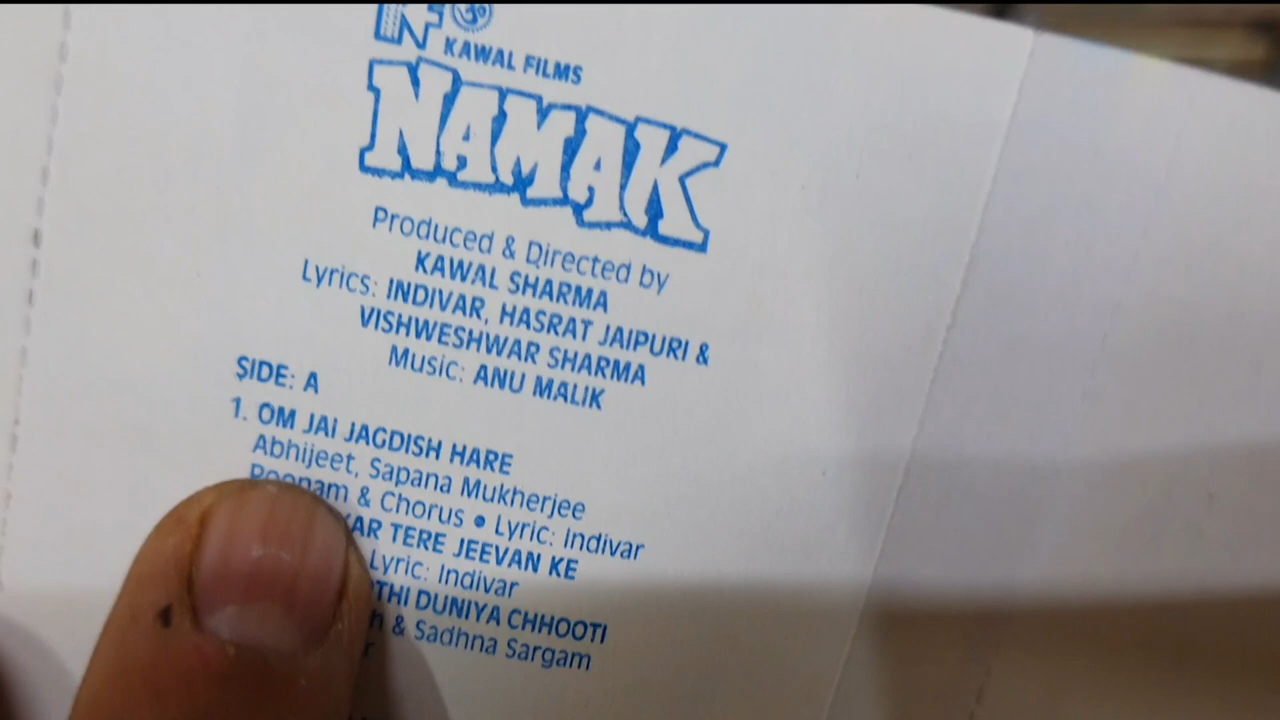 KF ॐ
KAWAL FILMS
NAMAK
Produced & Directed by
KAWAL SHARMA
Lyrics: INDIVAR, HASRAT JAIPURI &
VISHWESHWAR SHARMA
Music: ANU MALIK
SIDE: A
1. OM JAI JAGDISH HARE
Abhijeet, Sapana Mukherjee
Poonam & Chorus • Lyric: Indivar
TERE JEEVAN KE
Lyric: Indivar
DUNIYA CHHOOTI
& Sadhna Sargam